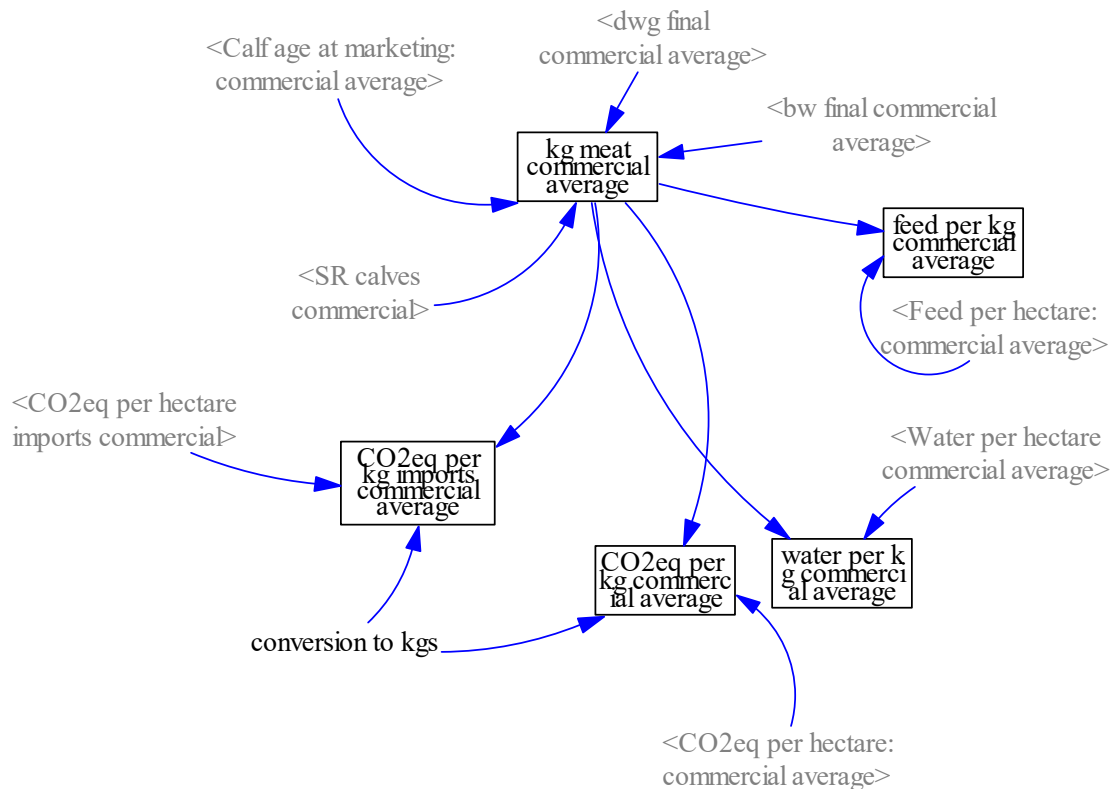 <dwg final
commercial average>
<Calf age at marketing:
commercial average>
<bw final commercial
average>
kg meat
commercial
average
feed per kg
commercial
average
<SR calves
commercial>
<Feed per hectare:
commercial average>
<CO2eq per hectare
imports commercial>
<Water per hectare
commercial average>
CO2eq per
kg imports
commercial
average
CO2eq per
kg commerc
ial average
water per k
g commerci
al average
conversion to kgs
<CO2eq per hectare:
commercial average>